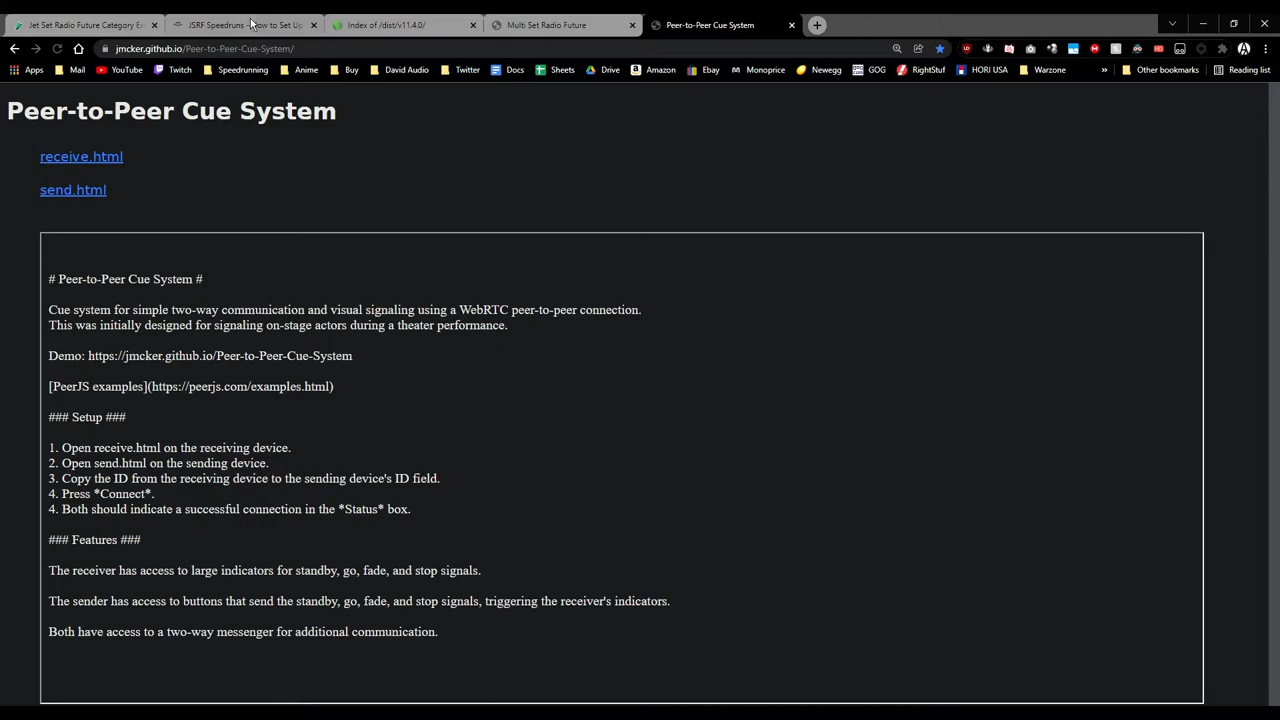 Jet Set Radio Future Category Ex
JSRF Speedruns - How to Set Up
Index of /dist/v11.4.0/
Multi Set Radio Future
Peer-to-Peer Cue System
jmcker.github.io/Peer-to-Peer-Cue-System/
Apps
Mail
YouTube
Twitch
Speedrunning
Anime
Buy
David Audio
Twitter
Docs
Sheets
Drive
Amazon
Ebay
Monoprice
Newegg
GOG
RightStuf
HORI USA
Warzone
»
Other bookmarks
Reading list
Peer-to-Peer Cue System
receive.html
send.html
# Peer-to-Peer Cue System #
Cue system for simple two-way communication and visual signaling using a WebRTC peer-to-peer connection.
This was initially designed for signaling on-stage actors during a theater performance.
Demo: https://jmcker.github.io/Peer-to-Peer-Cue-System
[PeerJS examples](https://peerjs.com/examples.html)
### Setup ###
1. Open receive.html on the receiving device.
2. Open send.html on the sending device.
3. Copy the ID from the receiving device to the sending device's ID field.
4. Press *Connect*.
4. Both should indicate a successful connection in the *Status* box.
### Features ###
The receiver has access to large indicators for standby, go, fade, and stop signals.
The sender has access to buttons that send the standby, go, fade, and stop signals, triggering the receiver's indicators.
Both have access to a two-way messenger for additional communication.